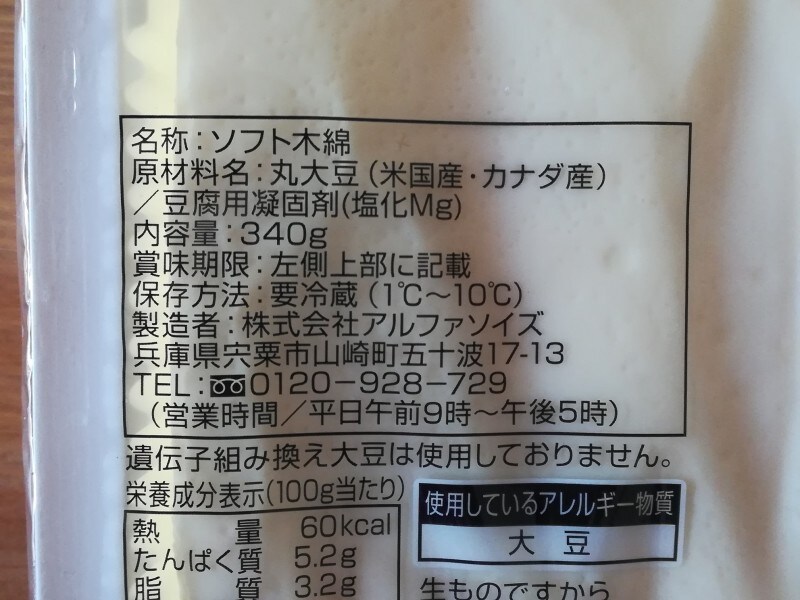 名称：ソフト木綿
原材料名：丸大豆（米国産・カナダ産）
／豆腐用凝固剤(塩化Mg)
内容量：340g
賞味期限：左側上部に記載
保存方法：要冷蔵（1℃～10℃）
製造者：株式会社アルファソイズ
兵庫県宍粟市山崎町五十波17-13
TEL：0120－928－729
（営業時間／平日午前9時～午後5時）
遺伝子組み換え大豆は使用しておりません。
栄養成分表示(100g当たり)
熱量 60kcal
たんぱく質 5.2g
脂質 3.2g
使用しているアレルギー物質
大豆
生ものですから